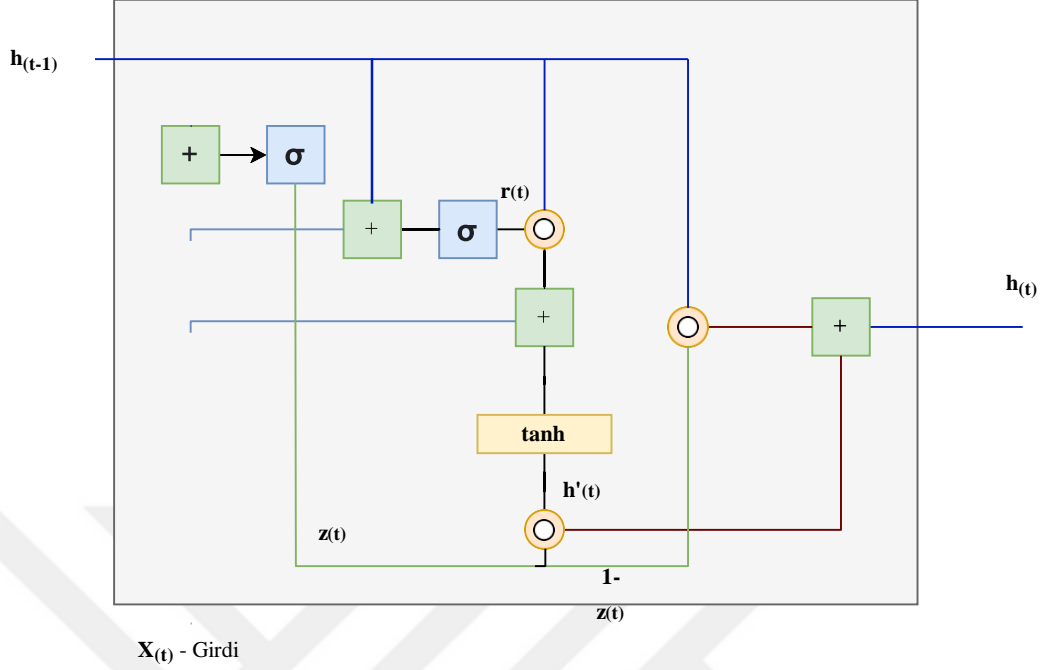 h(t-1)
+
σ
r(t)
+
σ
h(t)
+
+
tanh
h'(t)
z(t)
1-
z(t)
X(t) - Girdi